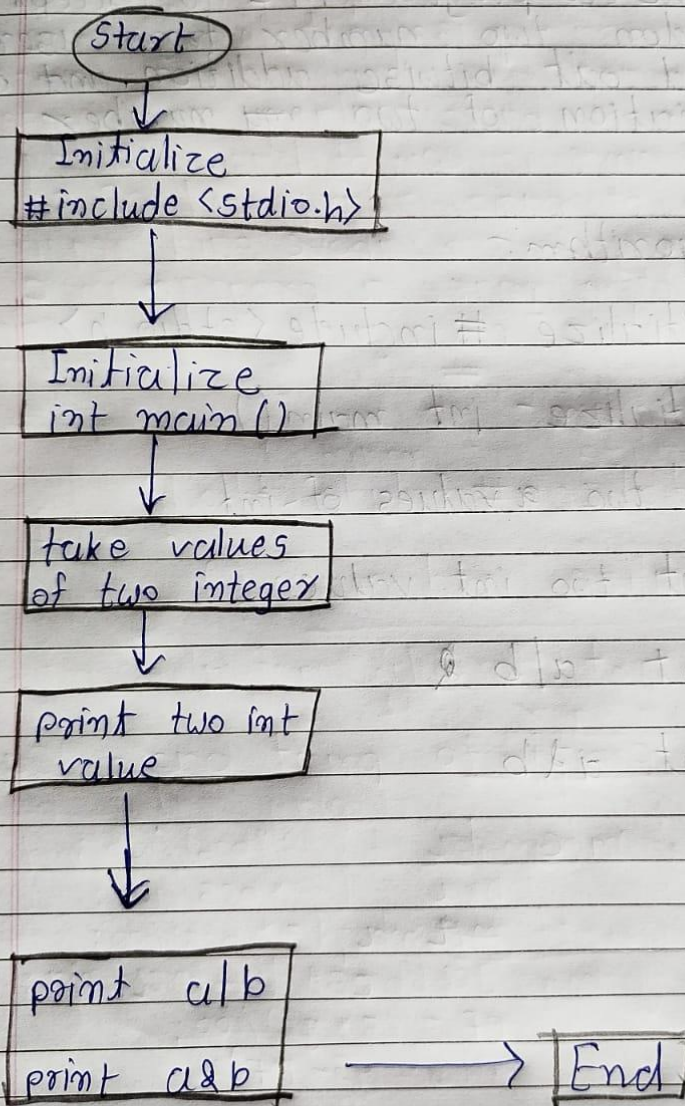 Start
Initialize
#include <stdio.h>
Initialize
int main()
take values
of two integer
print two int
value
print a|b
print a&b
End